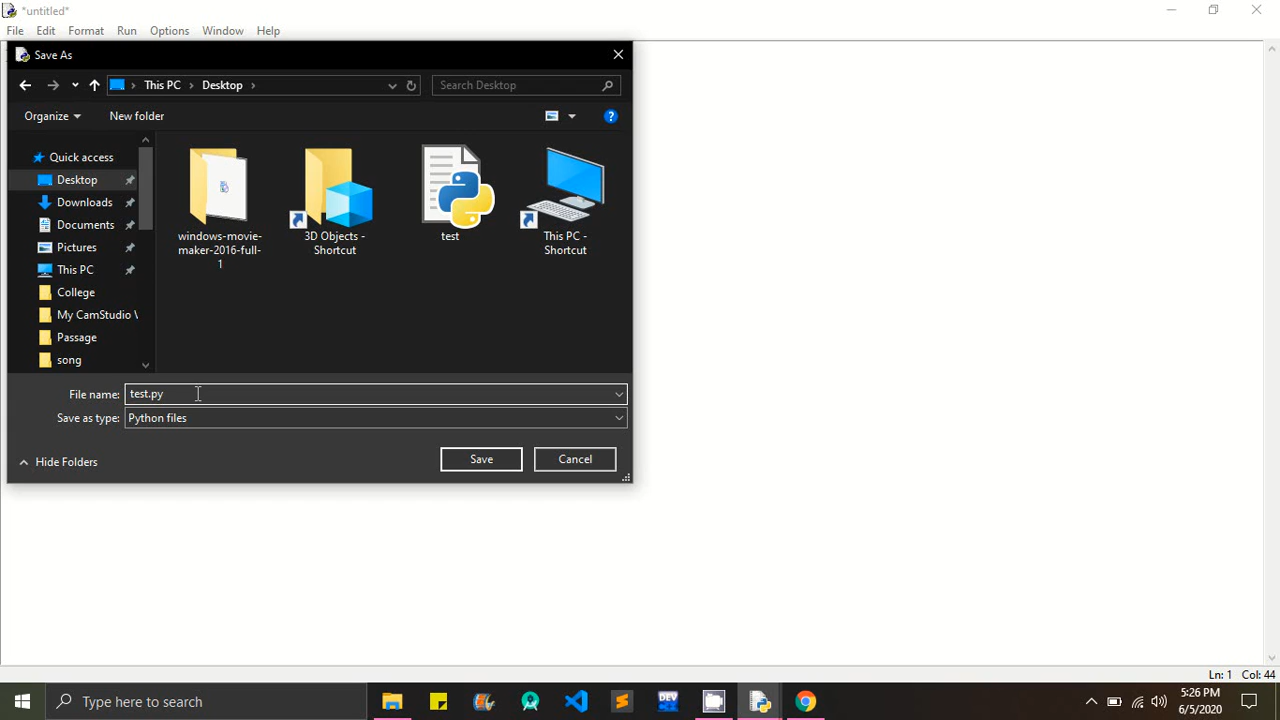 *untitled*
File Edit Format Run Options Window Help
Save As
This PC Desktop
Search Desktop
Organize New folder
Quick access
Desktop
Downloads
Documents
Pictures
This PC
College
My CamStudio V
Passage
song
windows-movie-
maker-2016-full-
1
3D Objects -
Shortcut
test
This PC -
Shortcut
File name: test.py
Save as type: Python files
Hide Folders
Save Cancel
Ln: 1 Col: 44
Type here to search
DEV
5:26 PM
6/5/2020